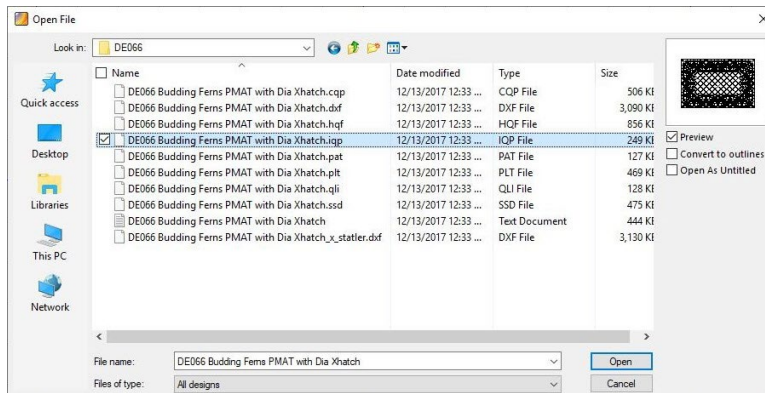 Open File
Look in: DE066
Name Date modified Type Size
DE066 Budding Ferns PMAT with Dia Xhatch.cqp 12/13/2017 12:33 ... CQP File 506 KB
DE066 Budding Ferns PMAT with Dia Xhatch.dxf 12/13/2017 12:33 ... DXF File 3,090 KB
DE066 Budding Ferns PMAT with Dia Xhatch.hqf 12/13/2017 12:33 ... HQF File 856 KB
DE066 Budding Ferns PMAT with Dia Xhatch.iqp 12/13/2017 12:33 ... IQP File 249 KB
DE066 Budding Ferns PMAT with Dia Xhatch.pat 12/13/2017 12:33 ... PAT File 127 KB
DE066 Budding Ferns PMAT with Dia Xhatch.plt 12/13/2017 12:33 ... PLT File 469 KB
DE066 Budding Ferns PMAT with Dia Xhatch.qli 12/13/2017 12:33 ... QLI File 128 KB
DE066 Budding Ferns PMAT with Dia Xhatch.ssd 12/13/2017 12:33 ... SSD File 475 KB
DE066 Budding Ferns PMAT with Dia Xhatch 12/13/2017 12:33 ... Text Document 444 KB
DE066 Budding Ferns PMAT with Dia Xhatch_x_statler.dxf 12/13/2017 12:33 ... DXF File 3,130 KB
Quick access
Desktop
Libraries
This PC
Network
Preview
Convert to outlines
Open As Untitled
File name: DE066 Budding Ferns PMAT with Dia Xhatch Open
Files of type: All designs Cancel